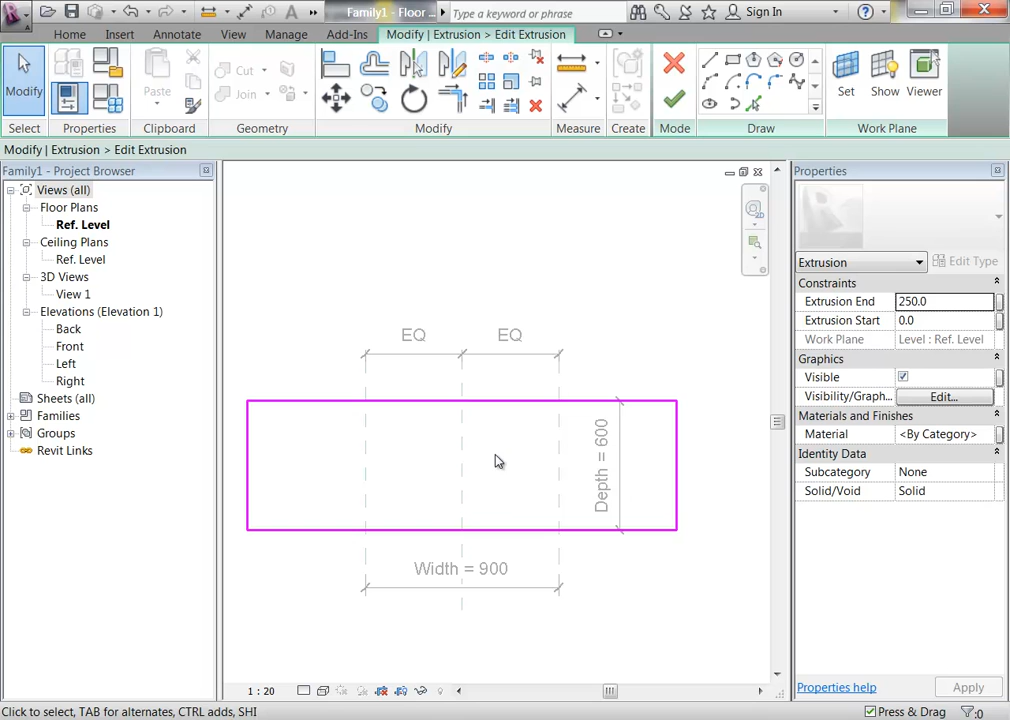 Family1 - Floor ...
Type a keyword or phrase
Sign In
Home
Insert
Annotate
View
Manage
Add-Ins
Modify | Extrusion > Edit Extrusion
Modify
Paste
Cut
Join
Set
Show
Viewer
Select
Properties
Clipboard
Geometry
Modify
Measure
Create
Mode
Draw
Work Plane
Modify | Extrusion > Edit Extrusion
Family1 - Project Browser
Views (all)
Floor Plans
Ref. Level
Ceiling Plans
Ref. Level
3D Views
View 1
Elevations (Elevation 1)
Back
Front
Left
Right
Sheets (all)
Families
Groups
Revit Links
EQ
EQ
Depth = 600
Width = 900
1 : 20
Properties
Extrusion
Edit Type
Constraints
Extrusion End 250.0
Extrusion Start 0.0
Work Plane Level : Ref. Level
Graphics
Visible
Visibility/Graph... Edit...
Materials and Finishes
Material <By Category>
Identity Data
Subcategory None
Solid/Void Solid
Properties help
Apply
Click to select, TAB for alternates, CTRL adds, SHI
Press & Drag
:0